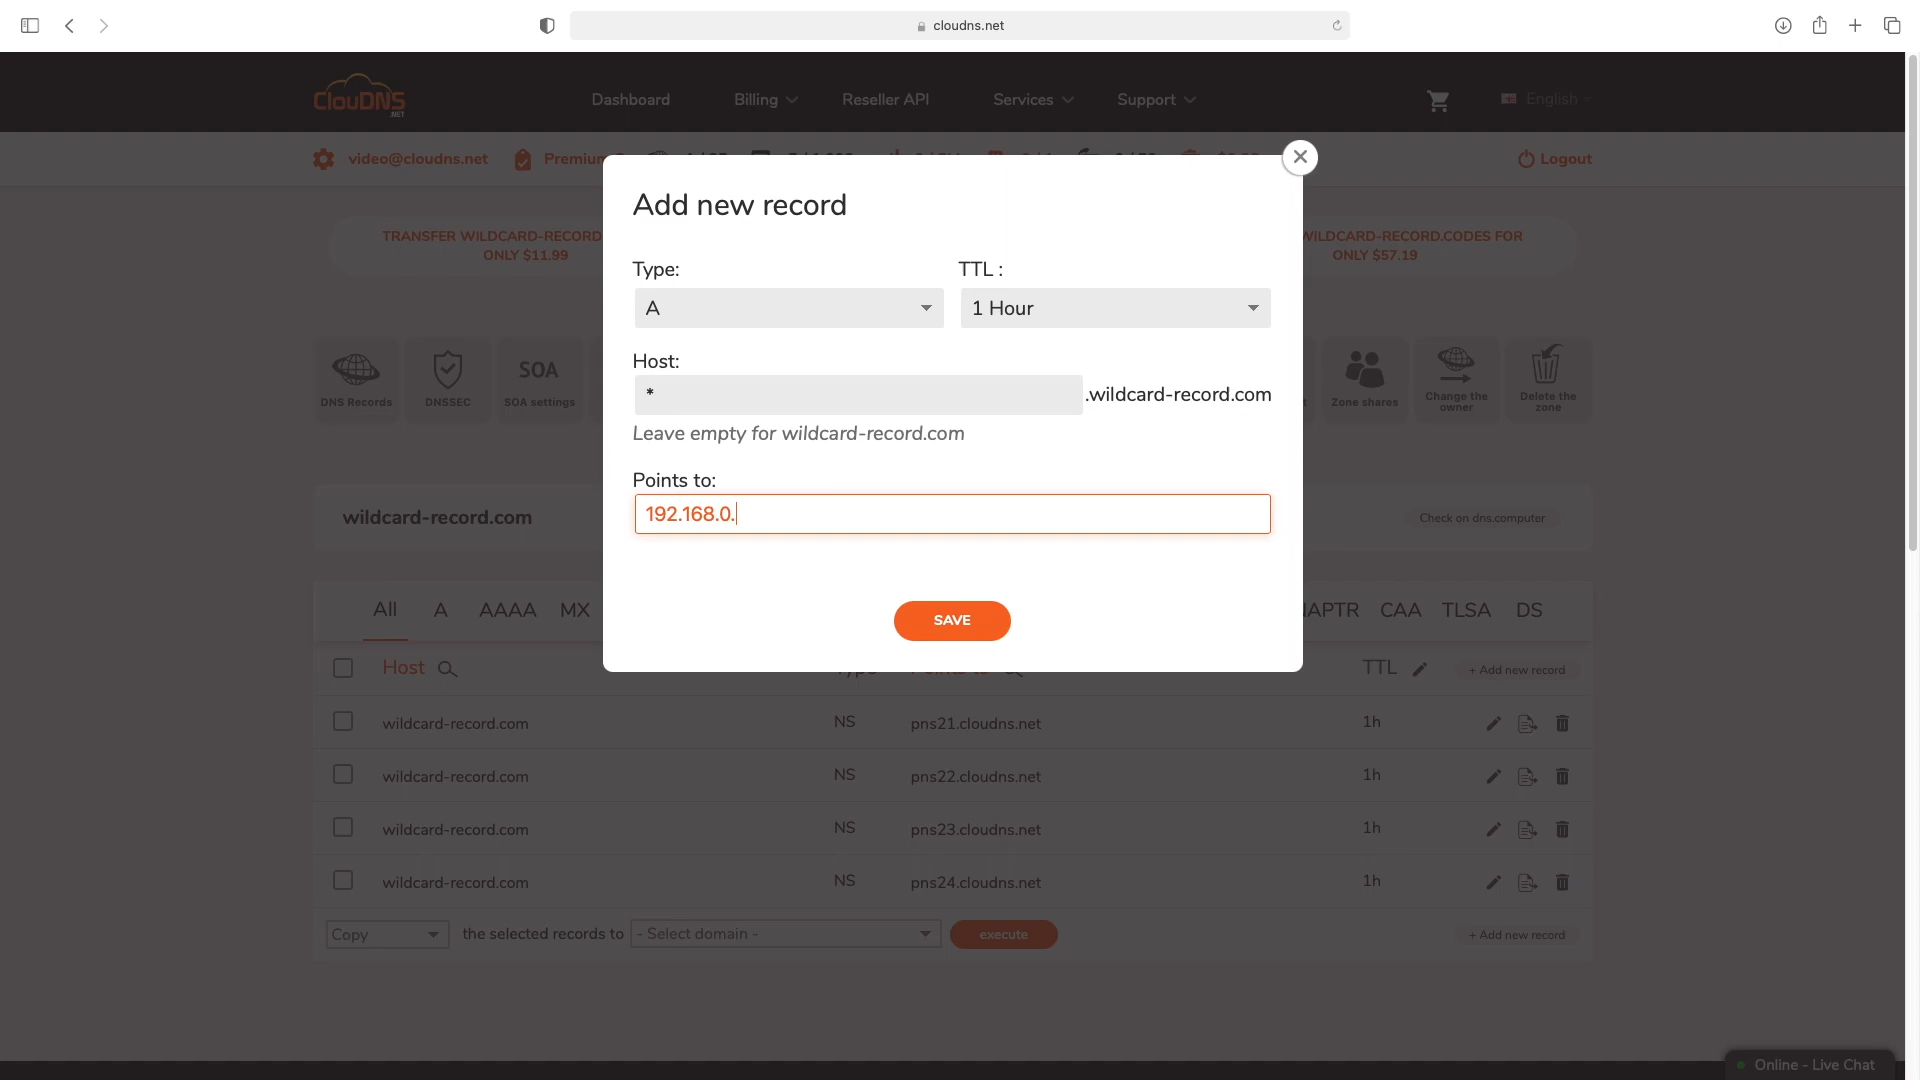 cloudns.net
ClouDNS
.NET
Dashboard
Billing
Reseller API
Services
Support
English
video@cloudns.net
Premium
Logout
TRANSFER WILDCARD-RECORD
ONLY $11.99
WILDCARD-RECORD.CODES FOR
ONLY $57.19
Add new record
Type:
TTL :
A
1 Hour
Host:
*
.wildcard-record.com
Leave empty for wildcard-record.com
Points to:
192.168.0.
SAVE
DNS Records
DNSSEC
SOA
SOA settings
Zone shares
Change the
owner
Delete the
zone
wildcard-record.com
Check on dns.computer
All
A
AAAA
MX
NAPTR
CAA
TLSA
DS
Host
TTL
+ Add new record
wildcard-record.com NS pns21.cloudns.net 1h
wildcard-record.com NS pns22.cloudns.net 1h
wildcard-record.com NS pns23.cloudns.net 1h
wildcard-record.com NS pns24.cloudns.net 1h
Copy the selected records to - Select domain - execute
+ Add new record
Online - Live Chat